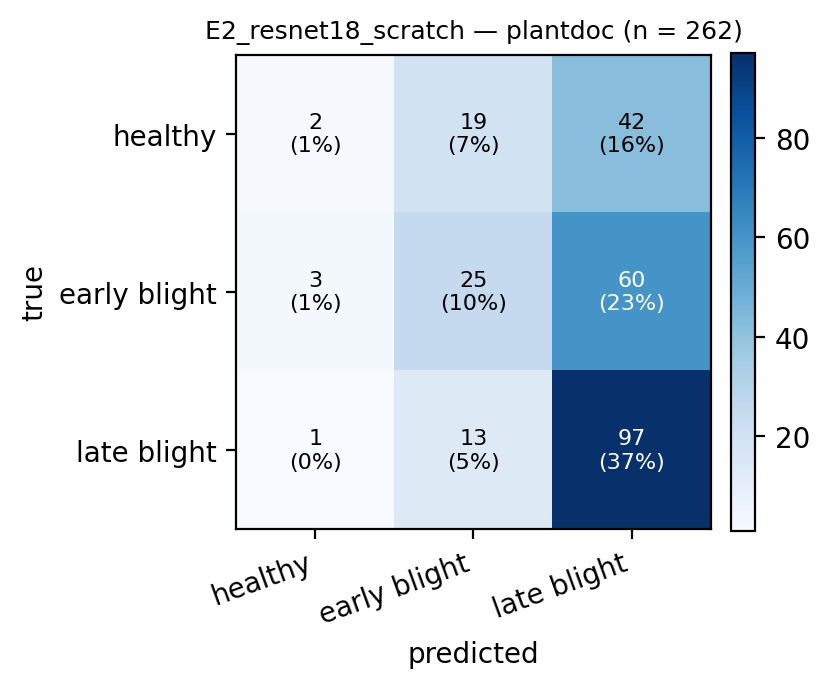 E2_resnet18_scratch — plantdoc (n = 262)
healthy
2
(1%)
19
(7%)
42
(16%)
early blight
3
(1%)
25
(10%)
60
(23%)
late blight
1
(0%)
13
(5%)
97
(37%)
true
healthy
early blight
late blight
predicted
80
60
40
20